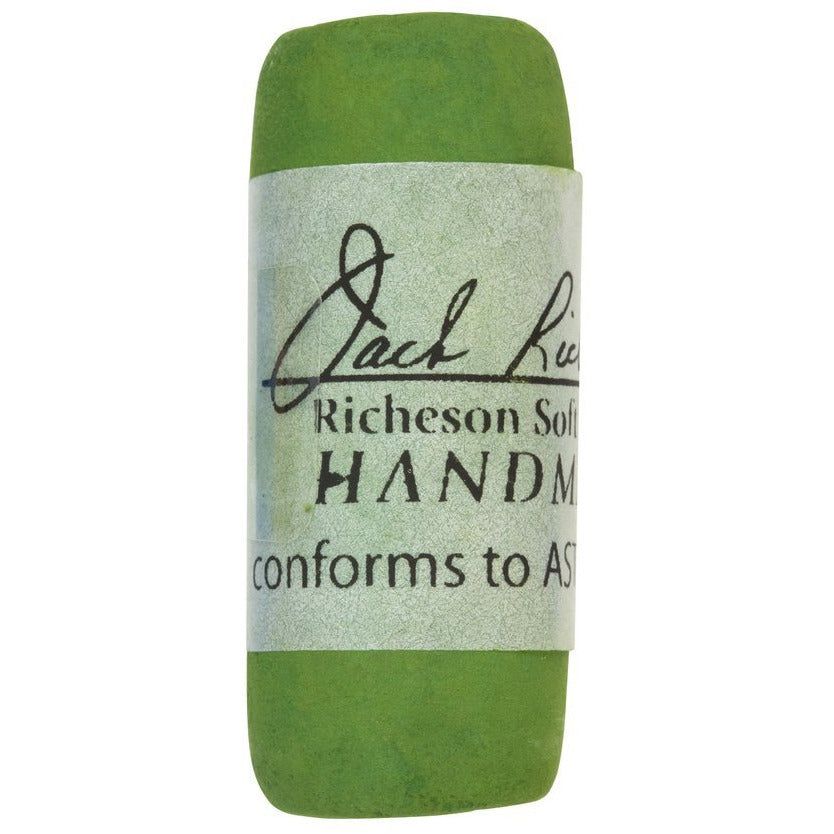 Jack Ric
Richeson Soft
HANDM
conforms to AST